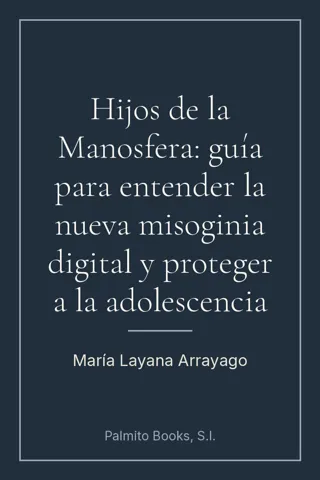 Hijos de la
Manosfera: guía
para entender la
nueva misoginia
digital y proteger
a la adolescencia
María Layana Arrayago
Palmito Books, S.l.